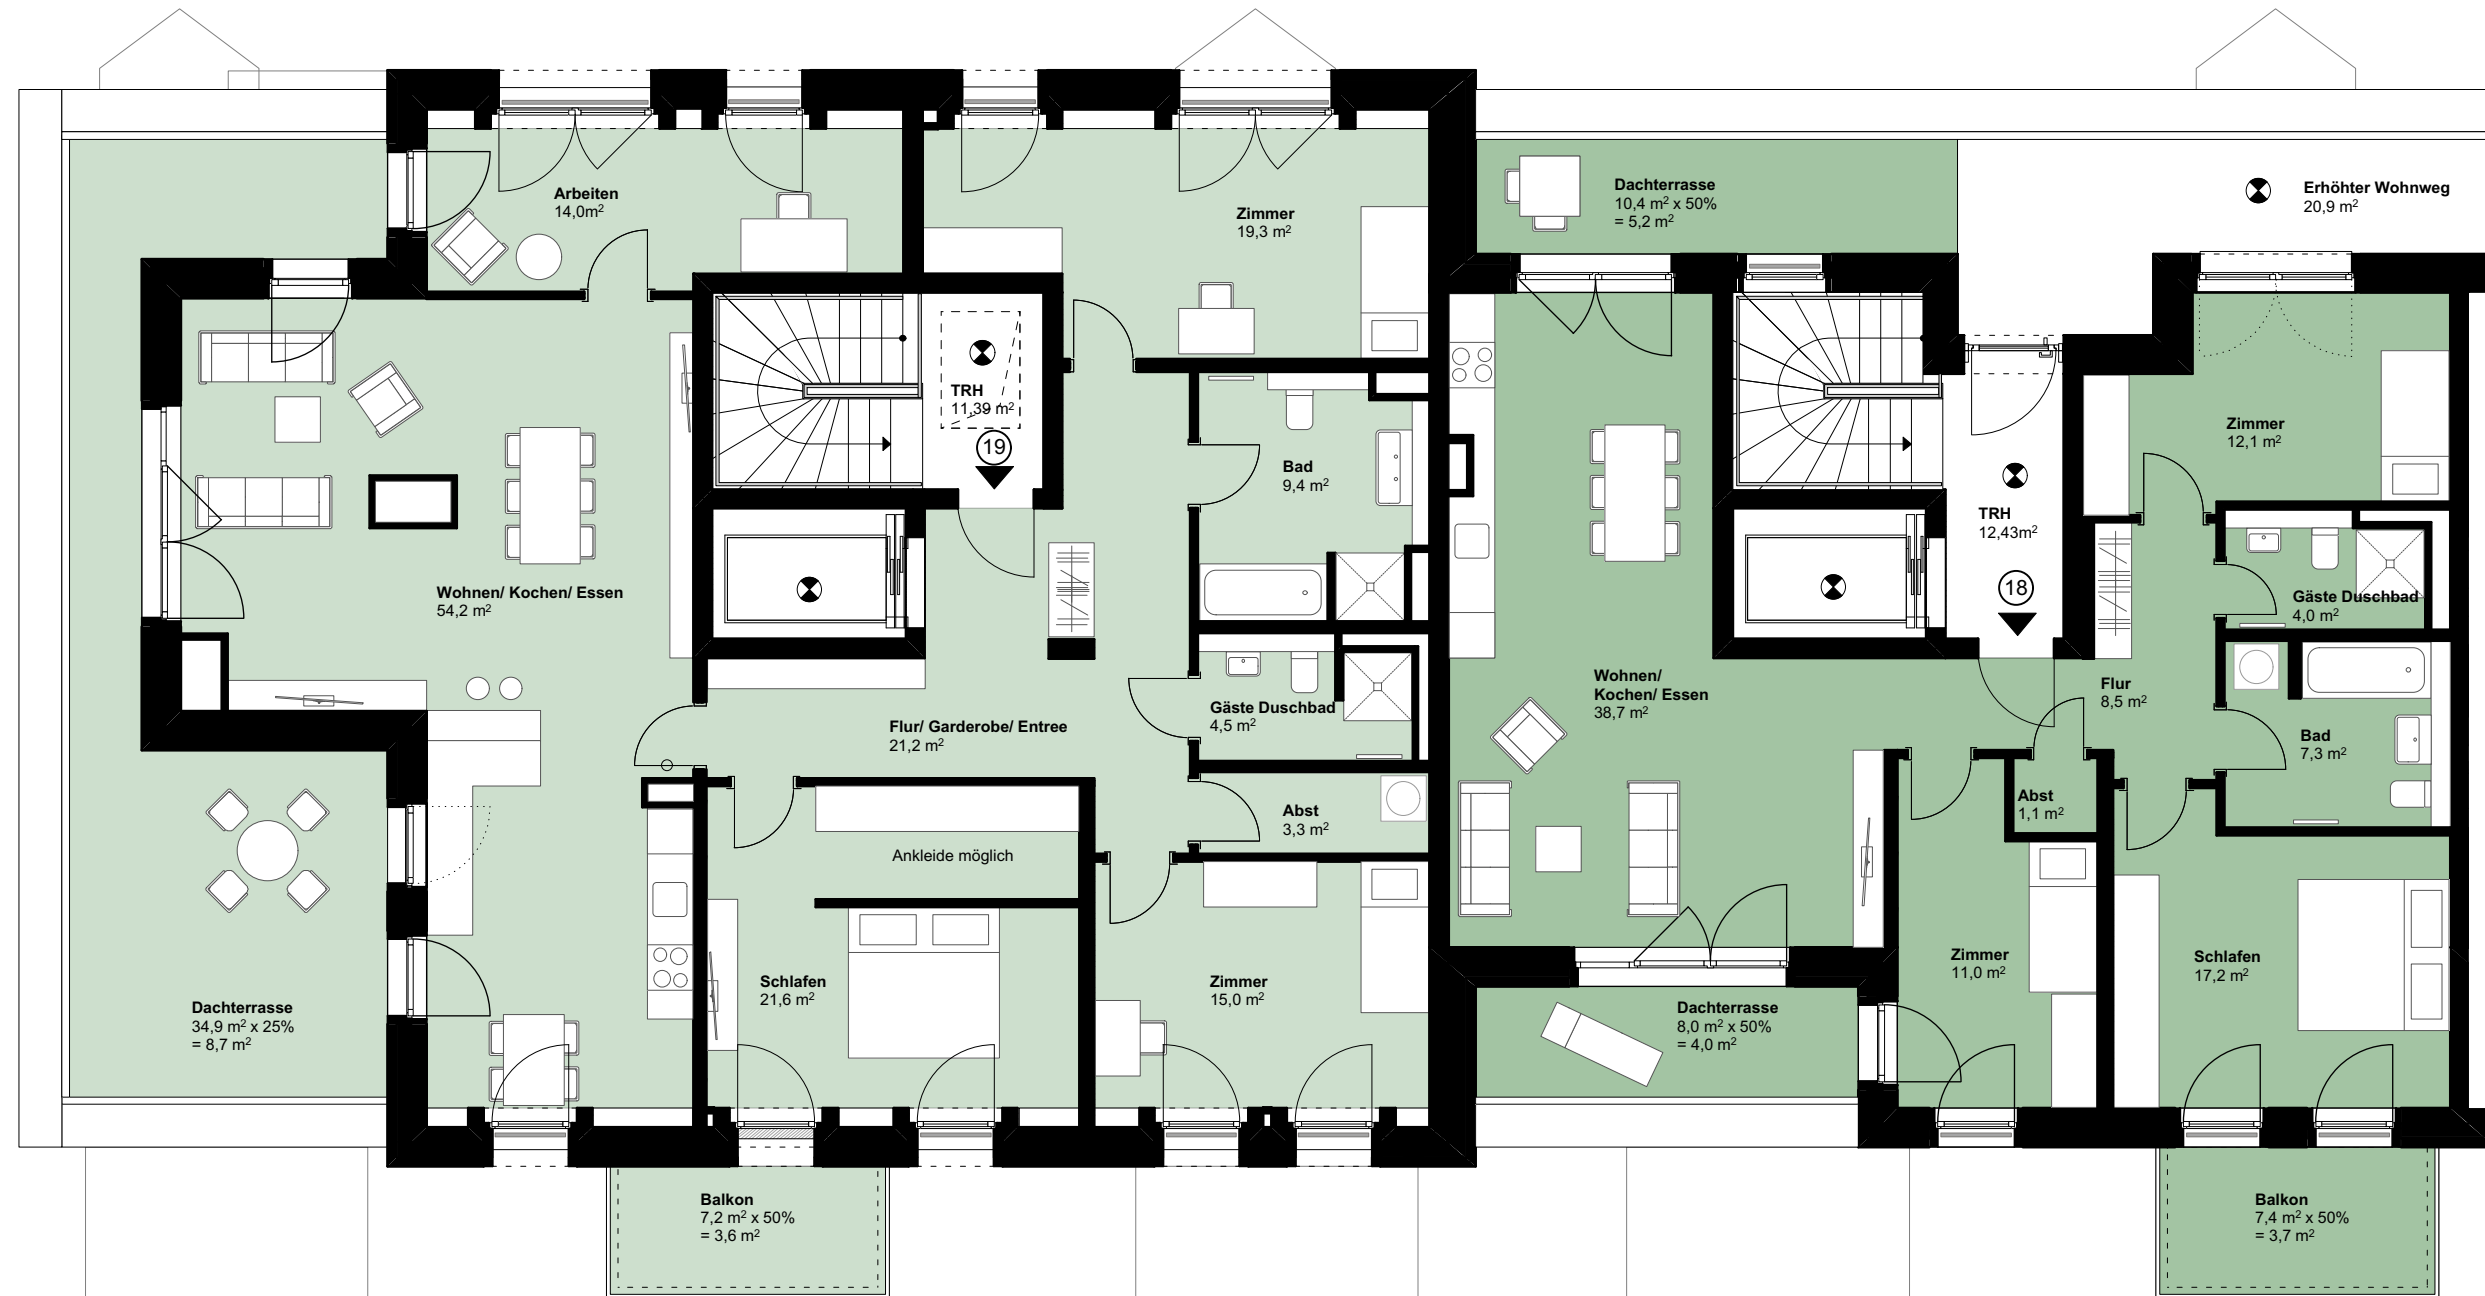 Arbeiten
14,0m²
Zimmer
19,3 m²
Dachterrasse
10,4 m² x 50%
= 5,2 m²
Erhöhter Wohnweg
20,9 m²
TRH
11,39 m²
19
Bad
9,4 m²
Zimmer
12,1 m²
TRH
12,43m²
18
Wohnen/ Kochen/ Essen
54,2 m²
Gäste Duschbad
4,0 m²
Wohnen/
Kochen/ Essen
38,7 m²
Flur
8,5 m²
Gäste Duschbad
4,5 m²
Flur/ Garderobe/ Entree
21,2 m²
Bad
7,3 m²
Abst
3,3 m²
Abst
1,1 m²
Ankleide möglich
Schlafen
21,6 m²
Zimmer
15,0 m²
Zimmer
11,0 m²
Schlafen
17,2 m²
Dachterrasse
34,9 m² x 25%
= 8,7 m²
Dachterrasse
8,0 m² x 50%
= 4,0 m²
Balkon
7,2 m² x 50%
= 3,6 m²
Balkon
7,4 m² x 50%
= 3,7 m²